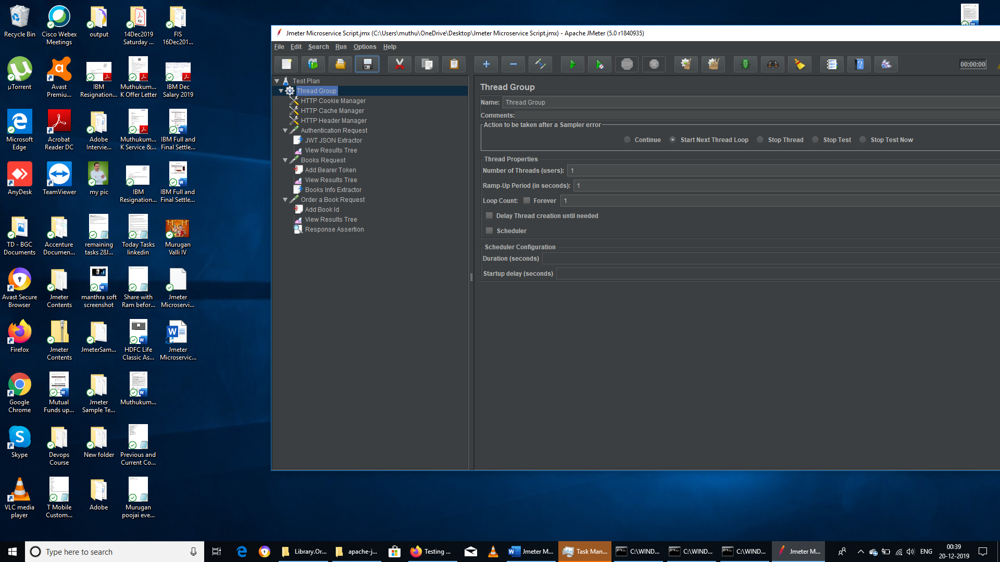 Recycle Bin
Cisco Webex
Meetings
output
14Dec2019
Saturday ...
FIS
16Dec201...
µTorrent
Avast
Premiu...
IBM
Resignation...
Muthukum...
K Offer Letter
IBM Dec
Salary 2019
Microsoft
Edge
Acrobat
Reader DC
Adobe
Intervie...
Muthukum...
K Service &...
IBM Full and
Final Settle...
AnyDesk
TeamViewer
my pic
IBM
Resignation...
IBM Full and
Final Settle...
TD - BGC
Documents
Accenture
Documen...
remaining
tasks 28J...
Today Tasks
linkedin
Murugan
Valli IV
Avast Secure
Browser
Jmeter
Contents
manthra soft
screenshot
Share with
Ram befor...
Jmeter
Microservi...
Firefox
Jmeter
Contents
JmeterSam...
HDFC Life
Classic As...
Jmeter
Microservic...
Google
Chrome
Mutual
Funds up...
Jmeter
Sample Te...
Muthukum...
Skype
Devops
Course
New folder
Previous and
Current Co...
VLC media
player
T Mobile
Custom...
Adobe
Murugan
poojai eve...
Jmeter Microservice Script.jmx (C:\Users\muthu\OneDrive\Desktop\Jmeter Microservice Script.jmx) - Apache JMeter (5.0 r1840935)
File Edit Search Run Options Help
00:00:00
Test Plan
Thread Group
HTTP Cookie Manager
HTTP Cache Manager
HTTP Header Manager
Authentication Request
JWT JSON Extractor
View Results Tree
Books Request
Add Bearer Token
View Results Tree
Books Info Extractor
Order a Book Request
Add Book Id
View Results Tree
Response Assertion
Thread Group
Name: Thread Group
Comments:
Action to be taken after a Sampler error
Continue Start Next Thread Loop Stop Thread Stop Test Stop Test Now
Thread Properties
Number of Threads (users): 1
Ramp-Up Period (in seconds): 1
Loop Count: Forever 1
Delay Thread creation until needed
Scheduler
Scheduler Configuration
Duration (seconds)
Startup delay (seconds)
Type here to search
Library.Or...
apache-j...
Testing ...
Jmeter M...
Task Man...
C:\WIND...
C:\WIND...
C:\WIND...
Jmeter M...
ENG
00:39
20-12-2019